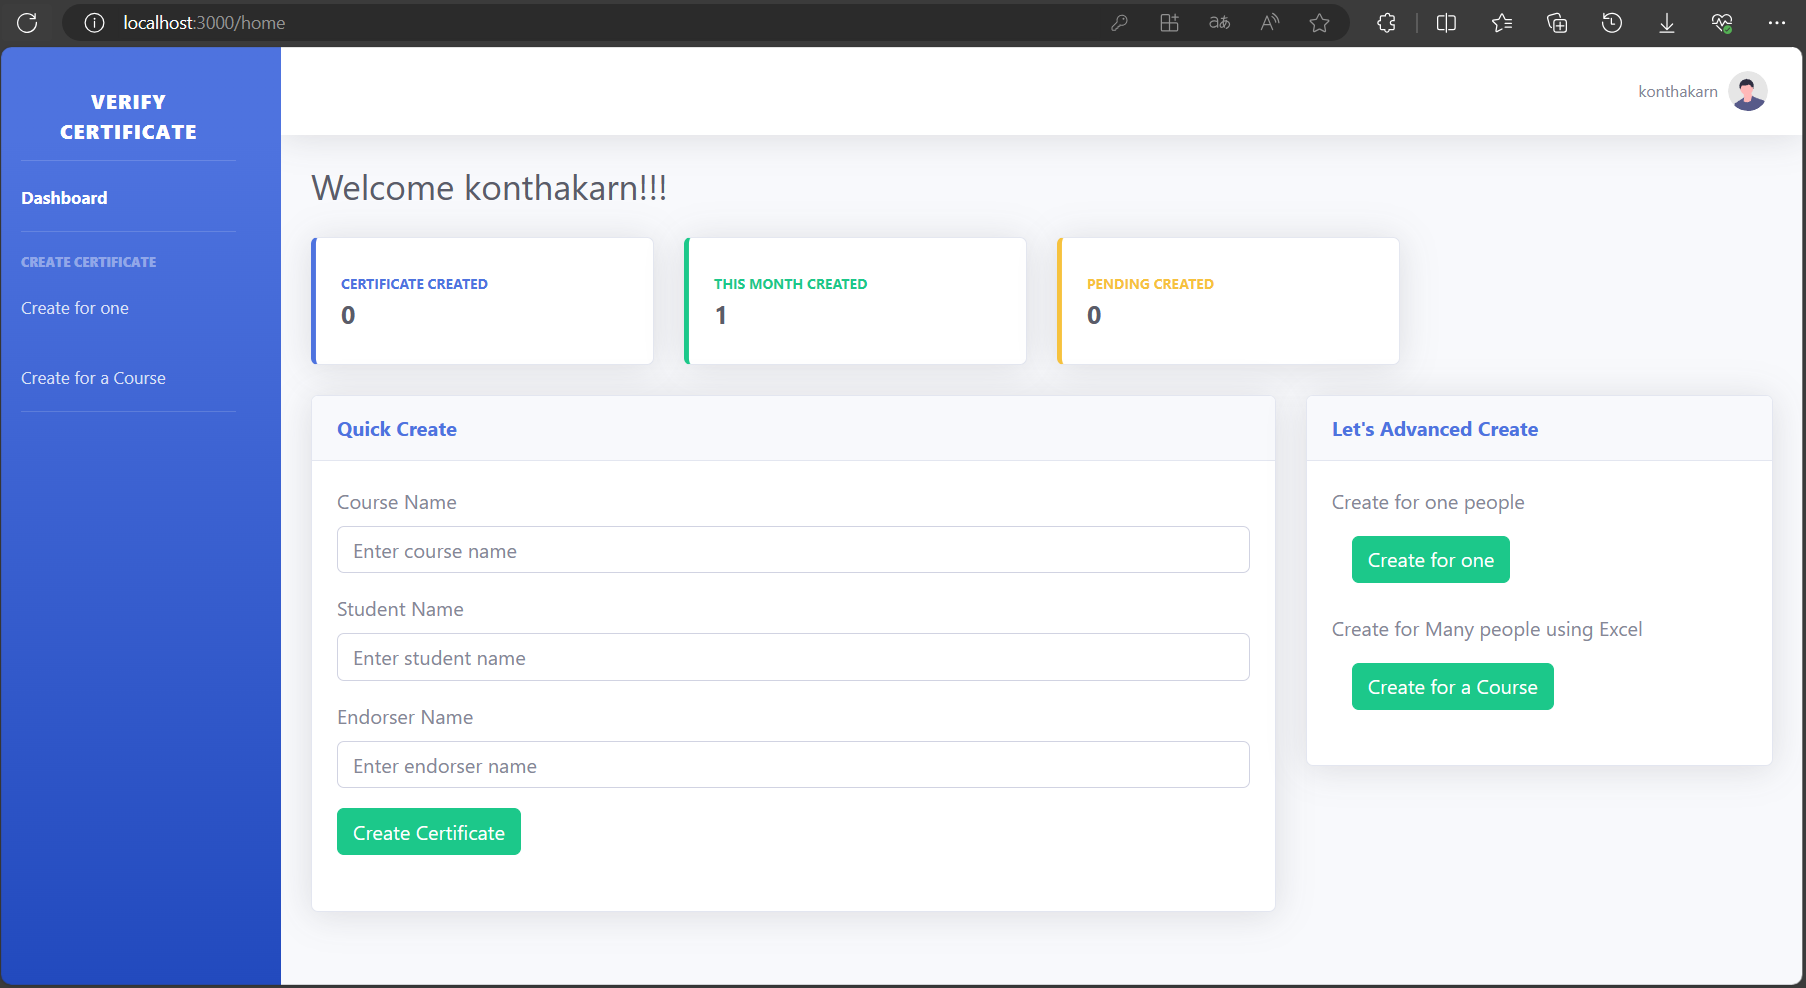 localhost:3000/home
VERIFY
CERTIFICATE
Dashboard
CREATE CERTIFICATE
Create for one
Create for a Course
konthakarn
Welcome konthakarn!!!
CERTIFICATE CREATED
0
THIS MONTH CREATED
1
PENDING CREATED
0
Quick Create
Course Name
Enter course name
Student Name
Enter student name
Endorser Name
Enter endorser name
Create Certificate
Let's Advanced Create
Create for one people
Create for one
Create for Many people using Excel
Create for a Course